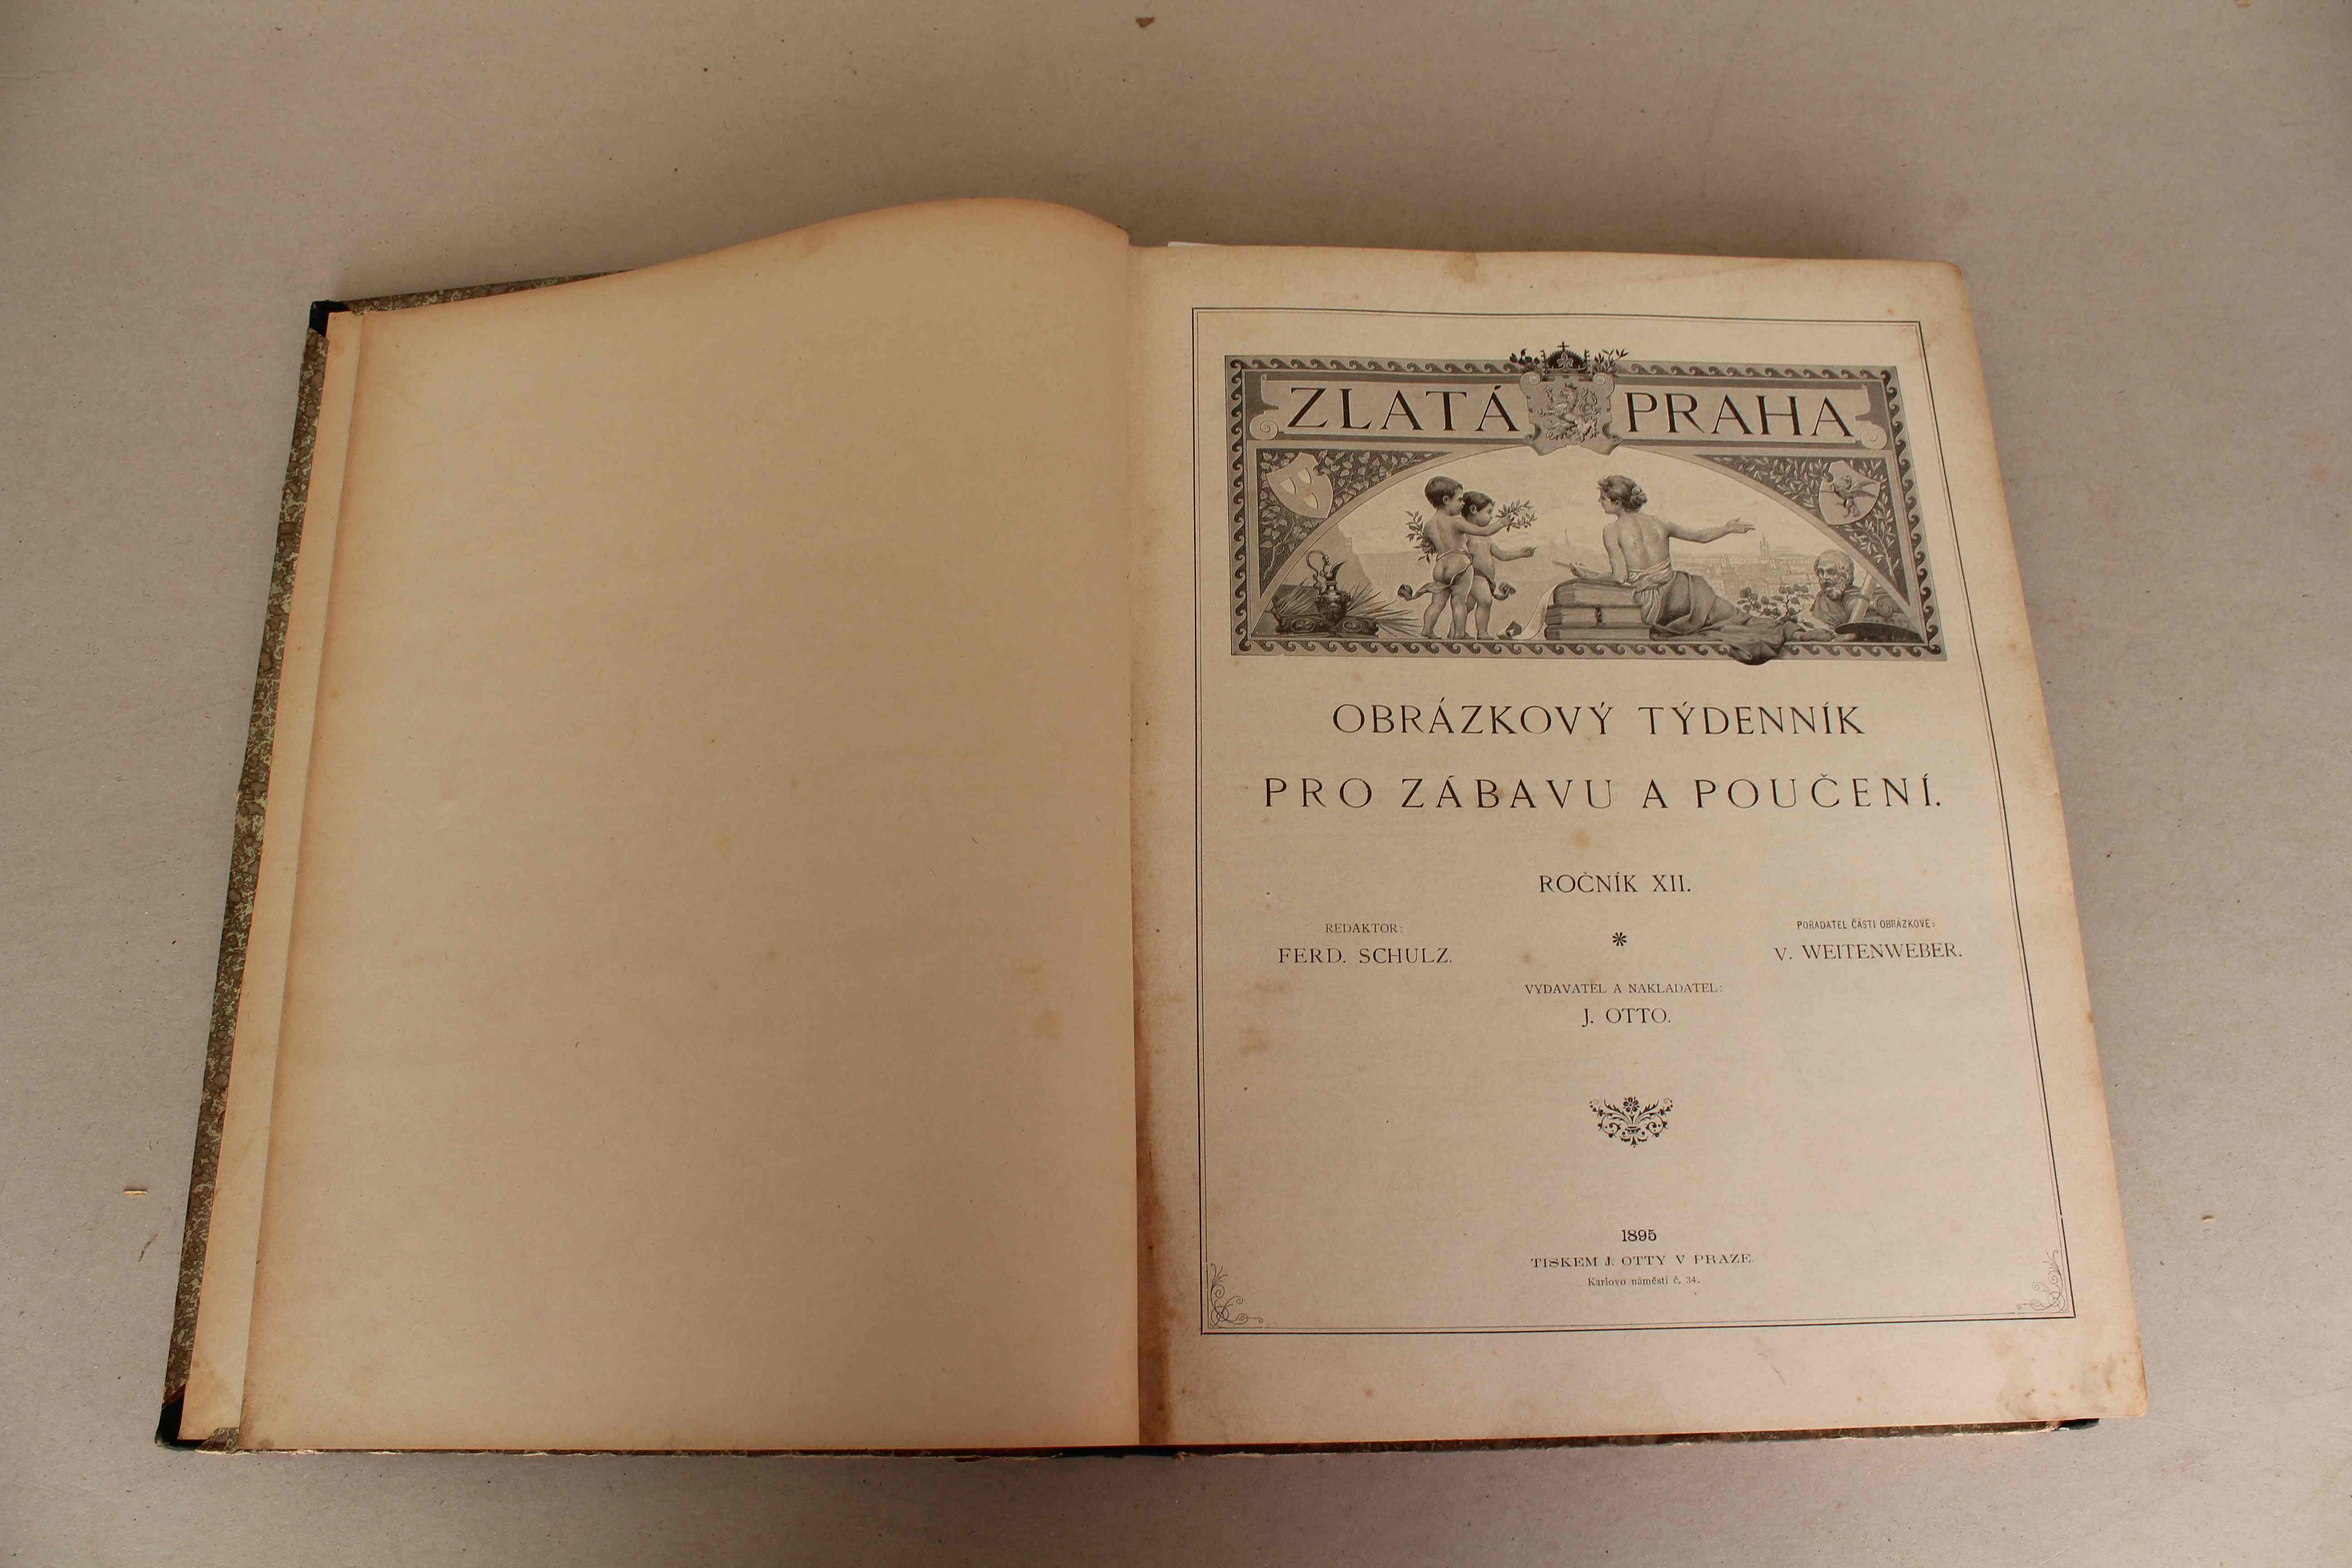 ZLATÁ PRAHA
OBRÁZKOVÝ TÝDENNÍK
PRO ZÁBAVU A POUČENÍ.
ROČNÍK XII.
REDAKTOR:
FERD. SCHULZ.
POŘADATEL ČÁSTI OBRÁZKOVÉ:
V. WEITENWEBER.
VYDAVATEL A NAKLADATEL:
J. OTTO.
1895
TISKEM J. OTTY V PRAZE.
Karlovo náměstí č. 34.